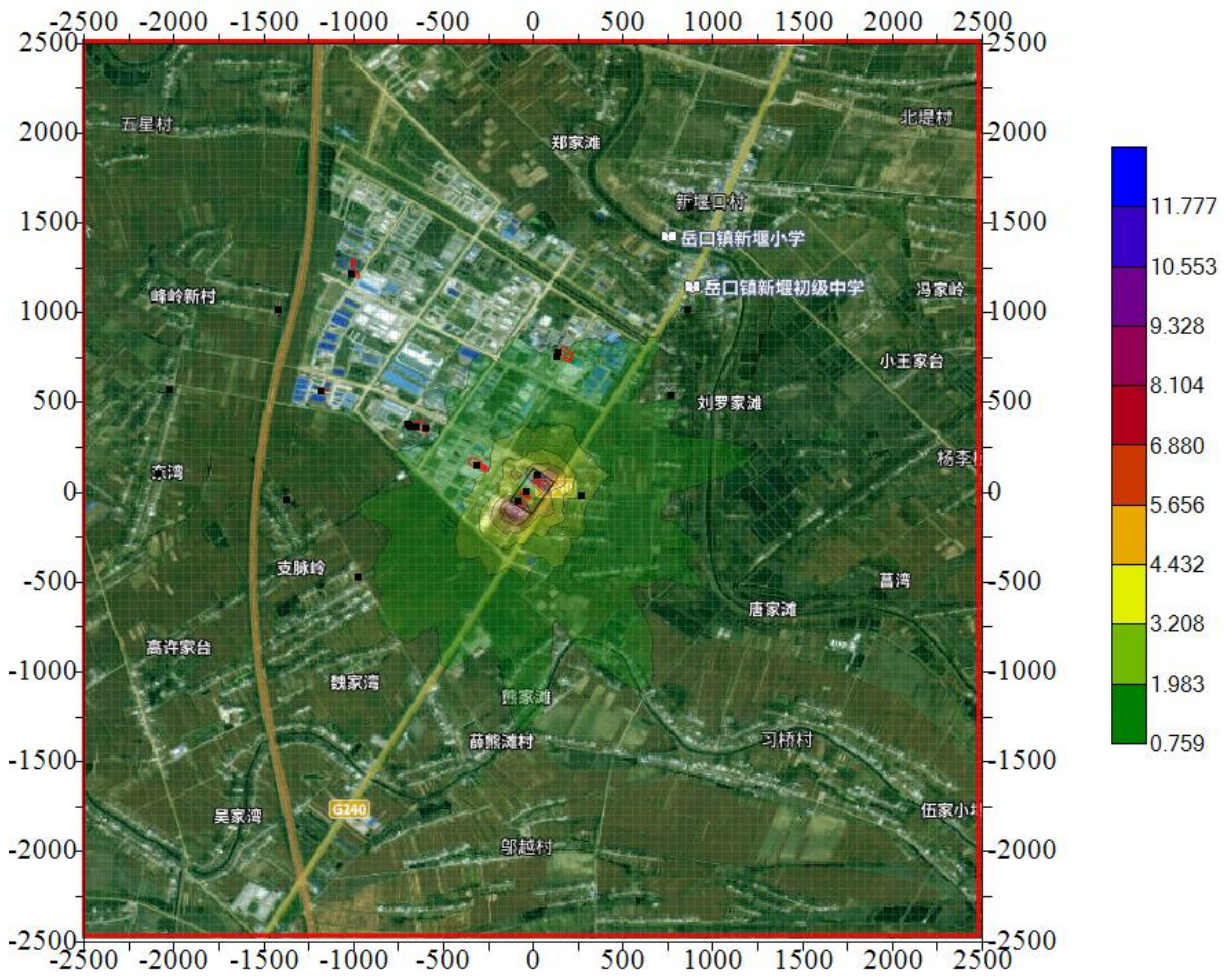 -2500 -2000 -1500 -1000 -500 0 500 1000 1500 2000 2500
2500 2500
2000 2000
五星村
北堤村
郑家滩
新堰口村
1500 1500
岳口镇新堰小学
岳口镇新堰初级中学
峰岭新村
冯家岭
1000 1000
小王家台
500 500
刘罗家滩
杨李
东湾
0 0
支脉岭
菖湾
-500 -500
唐家滩
高许家台
魏家湾
-1000 -1000
熊家滩
薛熊滩村
习桥村
-1500 -1500
G240
吴家湾
伍家小
邬越村
-2000 -2000
-2500 -2500
-2500 -2000 -1500 -1000 -500 0 500 1000 1500 2000 2500
11.777
10.553
9.328
8.104
6.880
5.656
4.432
3.208
1.983
0.759